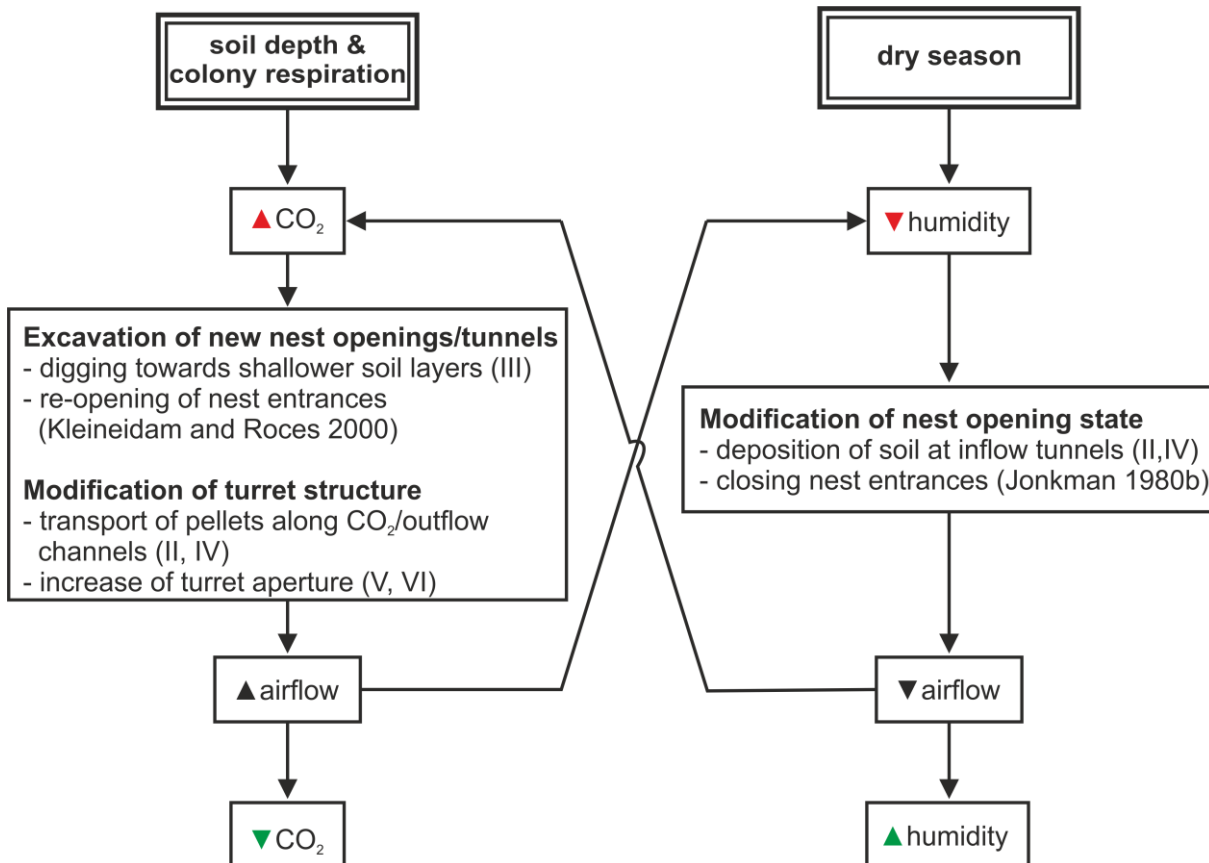 soil depth &
colony respiration
▲CO₂
Excavation of new nest openings/tunnels
- digging towards shallower soil layers (III)
- re-opening of nest entrances
(Kleineidam and Roces 2000)
Modification of turret structure
- transport of pellets along CO₂/outflow
channels (II, IV)
- increase of turret aperture (V, VI)
▲airflow
▼CO₂
dry season
▼humidity
Modification of nest opening state
- deposition of soil at inflow tunnels (II,IV)
- closing nest entrances (Jonkman 1980b)
▼airflow
▲humidity